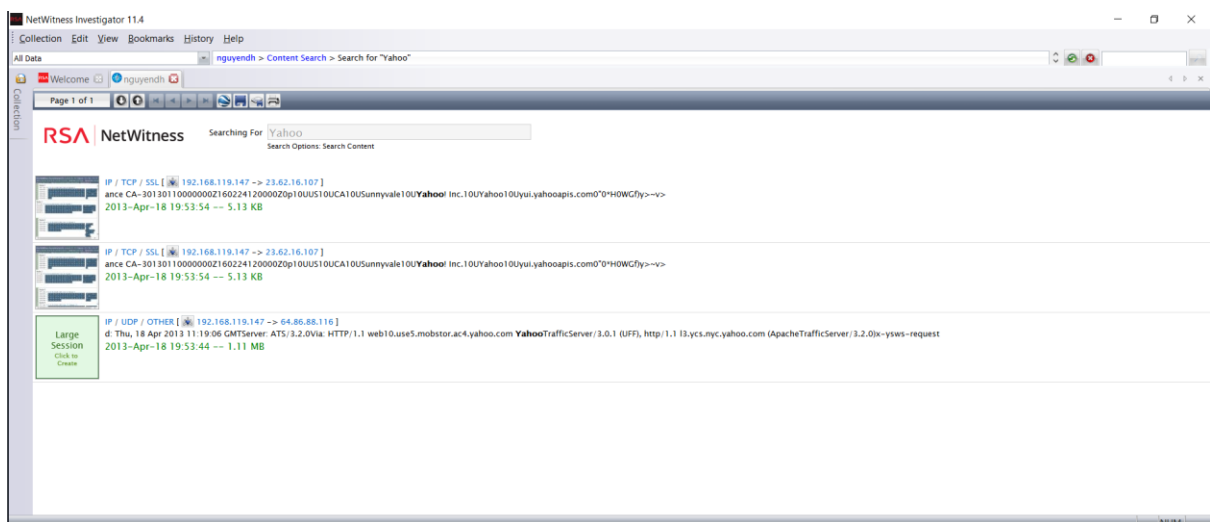 NetWitness Investigator 11.4
Collection Edit View Bookmarks History Help
All Data
nguyendh > Content Search > Search for "Yahoo"
Welcome
nguyendh
Collection
Page 1 of 1
RSA NetWitness
Searching For Yahoo
Search Options: Search Content
IP / TCP / SSL [ 192.168.119.147 -> 23.62.16.107 ]
ance CA-30130110000000Z160224120000Z0p10UUS10UCA10USunnyvale10UYahoo! Inc.10UYahoo10Uyui.yahooapis.com0"0*H0WGfJy>~v>
2013-Apr-18 19:53:54 -- 5.13 KB
IP / TCP / SSL [ 192.168.119.147 -> 23.62.16.107 ]
ance CA-30130110000000Z160224120000Z0p10UUS10UCA10USunnyvale10UYahoo! Inc.10UYahoo10Uyui.yahooapis.com0"0*H0WGfJy>~v>
2013-Apr-18 19:53:54 -- 5.13 KB
Large
Session
Click to
Create
IP / UDP / OTHER [ 192.168.119.147 -> 64.86.88.116 ]
d: Thu, 18 Apr 2013 11:19:06 GMTServer: ATS/3.2.0Via: HTTP/1.1 web10.use5.mobstor.ac4.yahoo.com YahooTrafficServer/3.0.1 (UFF), http/1.1 l3.ycs.nyc.yahoo.com (ApacheTrafficServer/3.2.0)x-ysws-request
2013-Apr-18 19:53:44 -- 1.11 MB